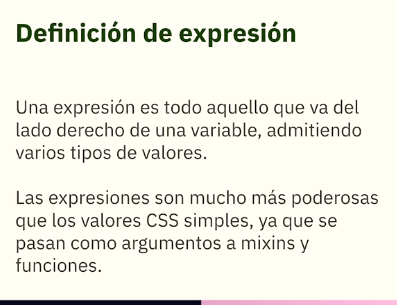 Definición de expresión
Una expresión es todo aquello que va del
lado derecho de una variable, admitiendo
varios tipos de valores.
Las expresiones son mucho más poderosas
que los valores CSS simples, ya que se
pasan como argumentos a mixins y
funciones.